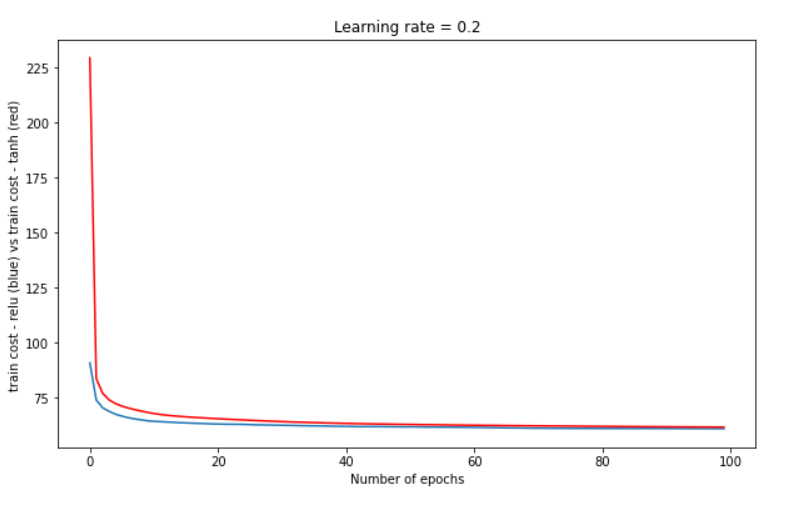 Learning rate = 0.2
train cost - relu (blue) vs train cost - tanh (red)
225
200
175
150
125
100
75
0 20 40 60 80 100
Number of epochs